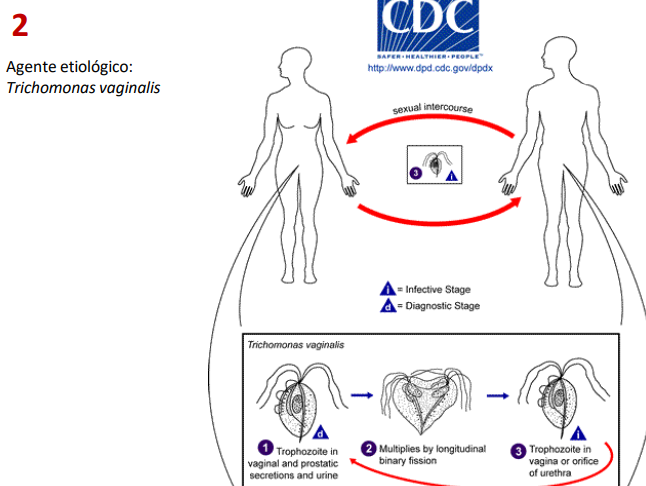 2
Agente etiológico:
Trichomonas vaginalis
CDC
SAFER•HEALTHIER•PEOPLE™
http://www.dpd.cdc.gov/dpdx
sexual intercourse
3
i
i = Infective Stage
d = Diagnostic Stage
Trichomonas vaginalis
d
i
1 Trophozoite in
vaginal and prostatic
secretions and urine
2 Multiplies by longitudinal
binary fission
3 Trophozoite in
vagina or orifice
of urethra